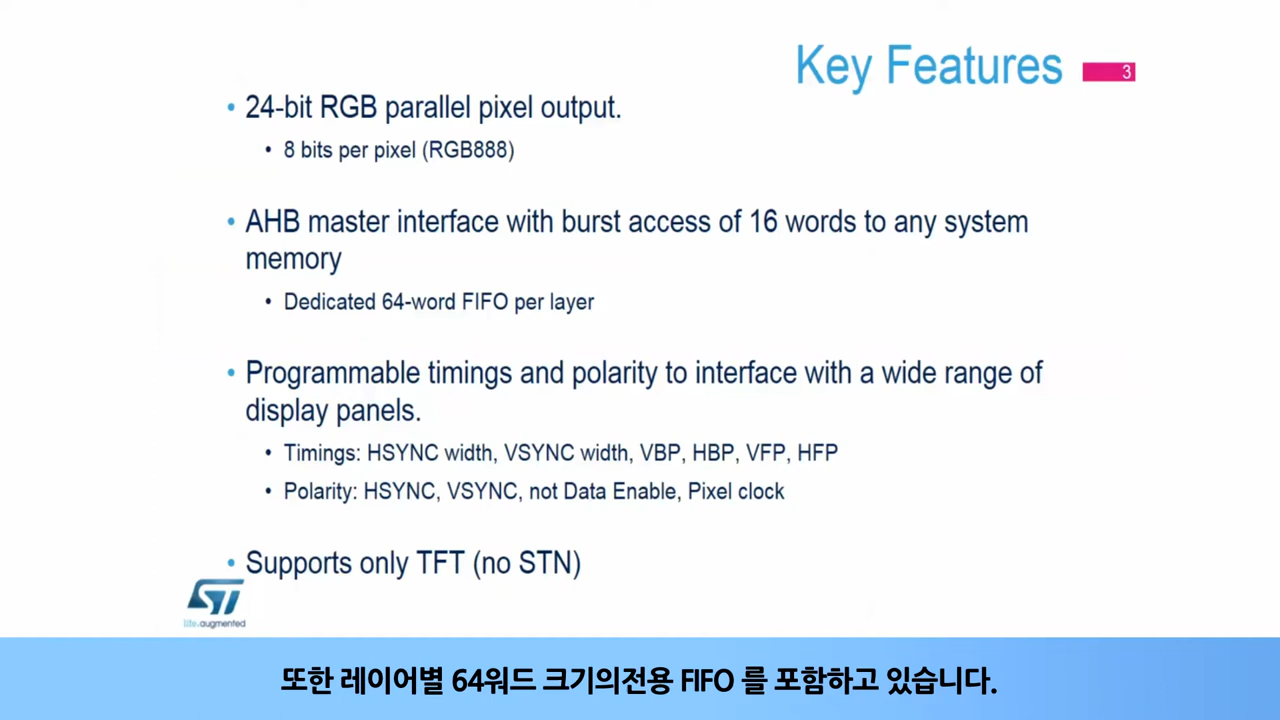 Key Features
3
• 24-bit RGB parallel pixel output.
• 8 bits per pixel (RGB888)
• AHB master interface with burst access of 16 words to any system
memory
• Dedicated 64-word FIFO per layer
• Programmable timings and polarity to interface with a wide range of
display panels.
• Timings: HSYNC width, VSYNC width, VBP, HBP, VFP, HFP
• Polarity: HSYNC, VSYNC, not Data Enable, Pixel clock
• Supports only TFT (no STN)
ST
life.augmented
또한 레이어별 64워드 크기의전용 FIFO 를 포함하고 있습니다.